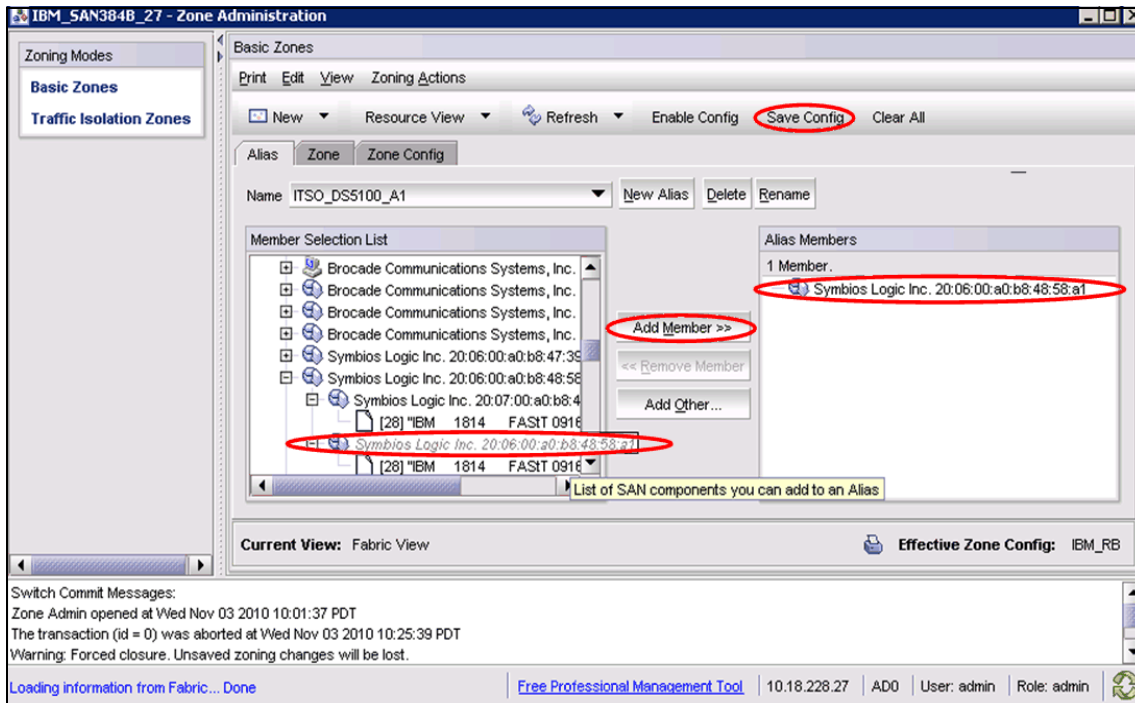 IBM_SAN384B_27 - Zone Administration
Zoning Modes
Basic Zones
Traffic Isolation Zones
Basic Zones
Print Edit View Zoning Actions
New Resource View Refresh Enable Config Save Config Clear All
Alias Zone Zone Config
Name ITSO_DS5100_A1 New Alias Delete Rename
Member Selection List
Brocade Communications Systems, Inc.
Brocade Communications Systems, Inc.
Brocade Communications Systems, Inc.
Brocade Communications Systems, Inc.
Symbios Logic Inc. 20:06:00:a0:b8:47:39
Symbios Logic Inc. 20:06:00:a0:b8:48:58
Symbios Logic Inc. 20:07:00:a0:b8:4
[28] "IBM 1814 FAStT 0916
Symbios Logic Inc. 20:06:00:a0:b8:48:58:a1
[28] "IBM 1814 FAStT 0916
List of SAN components you can add to an Alias
Add Member >>
<< Remove Member
Add Other...
Alias Members
1 Member.
Symbios Logic Inc. 20:06:00:a0:b8:48:58:a1
Current View: Fabric View
Effective Zone Config: IBM_RB
Switch Commit Messages:
Zone Admin opened at Wed Nov 03 2010 10:01:37 PDT
The transaction (id = 0) was aborted at Wed Nov 03 2010 10:25:39 PDT
Warning: Forced closure. Unsaved zoning changes will be lost.
Loading information from Fabric... Done
Free Professional Management Tool 10.18.228.27 AD0 User: admin Role: admin